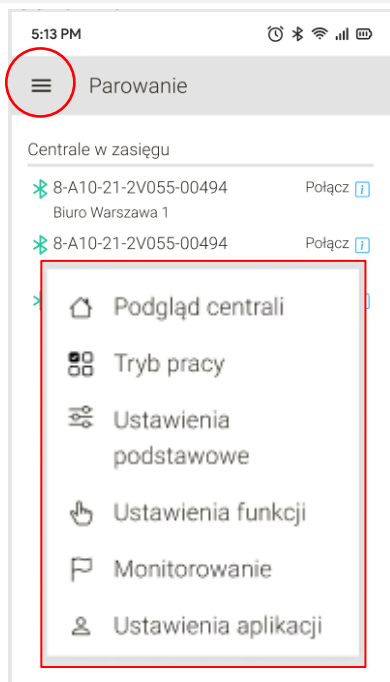 5:13 PM
Parowanie
Centrale w zasięgu
8-A10-21-2V055-00494 Połącz i
Biuro Warszawa 1
8-A10-21-2V055-00494 Połącz i
Podgląd centrali
Tryb pracy
Ustawienia
podstawowe
Ustawienia funkcji
Monitorowanie
Ustawienia aplikacji